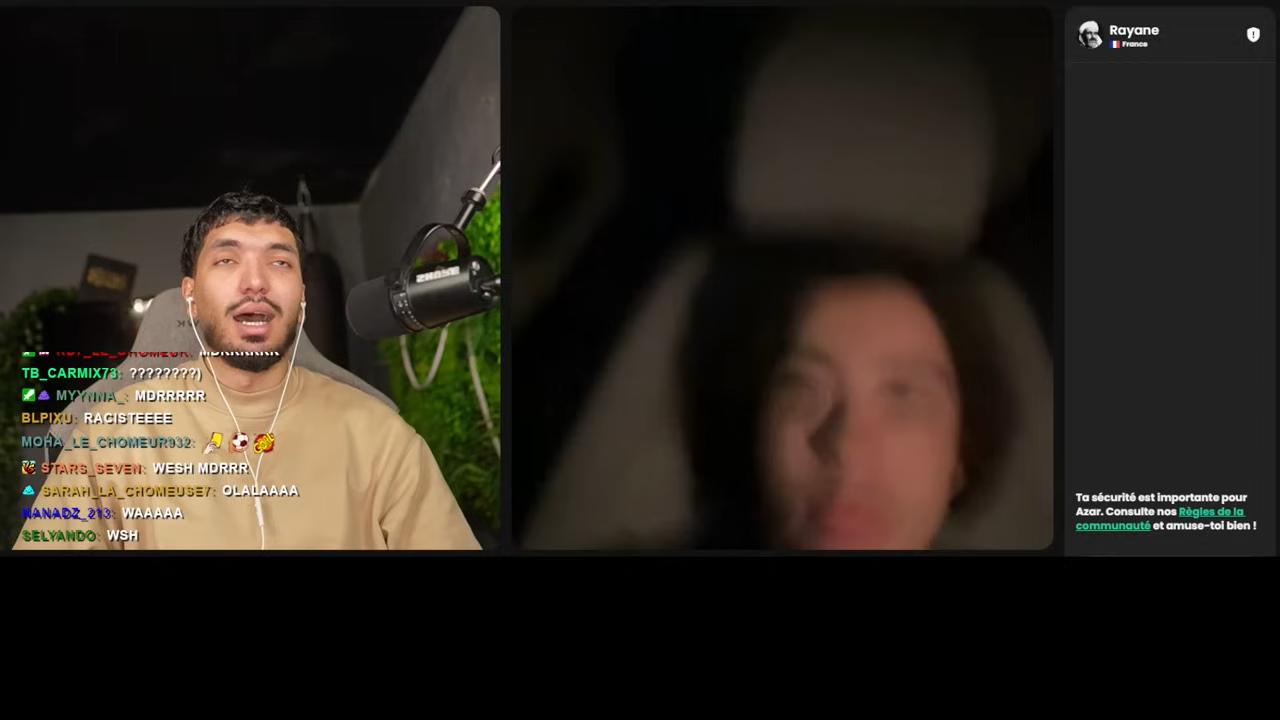 Rayane
France
MDRRRRRR
TB_CARMIX73: ????????)
MYYNNA_: MDRRRRR
BLPIXU: RACISTEEEE
MOHA_LE_CHOMEUR932:
STARS_SEVEN: WESH MDRRR
SARAH_LA_CHOMEUSE7: OLALAAAA
NANADZ_213: WAAAAA
SELYANDO: WSH
Ta sécurité est importante pour
Azar. Consulte nos Règles de la
communauté et amuse-toi bien !